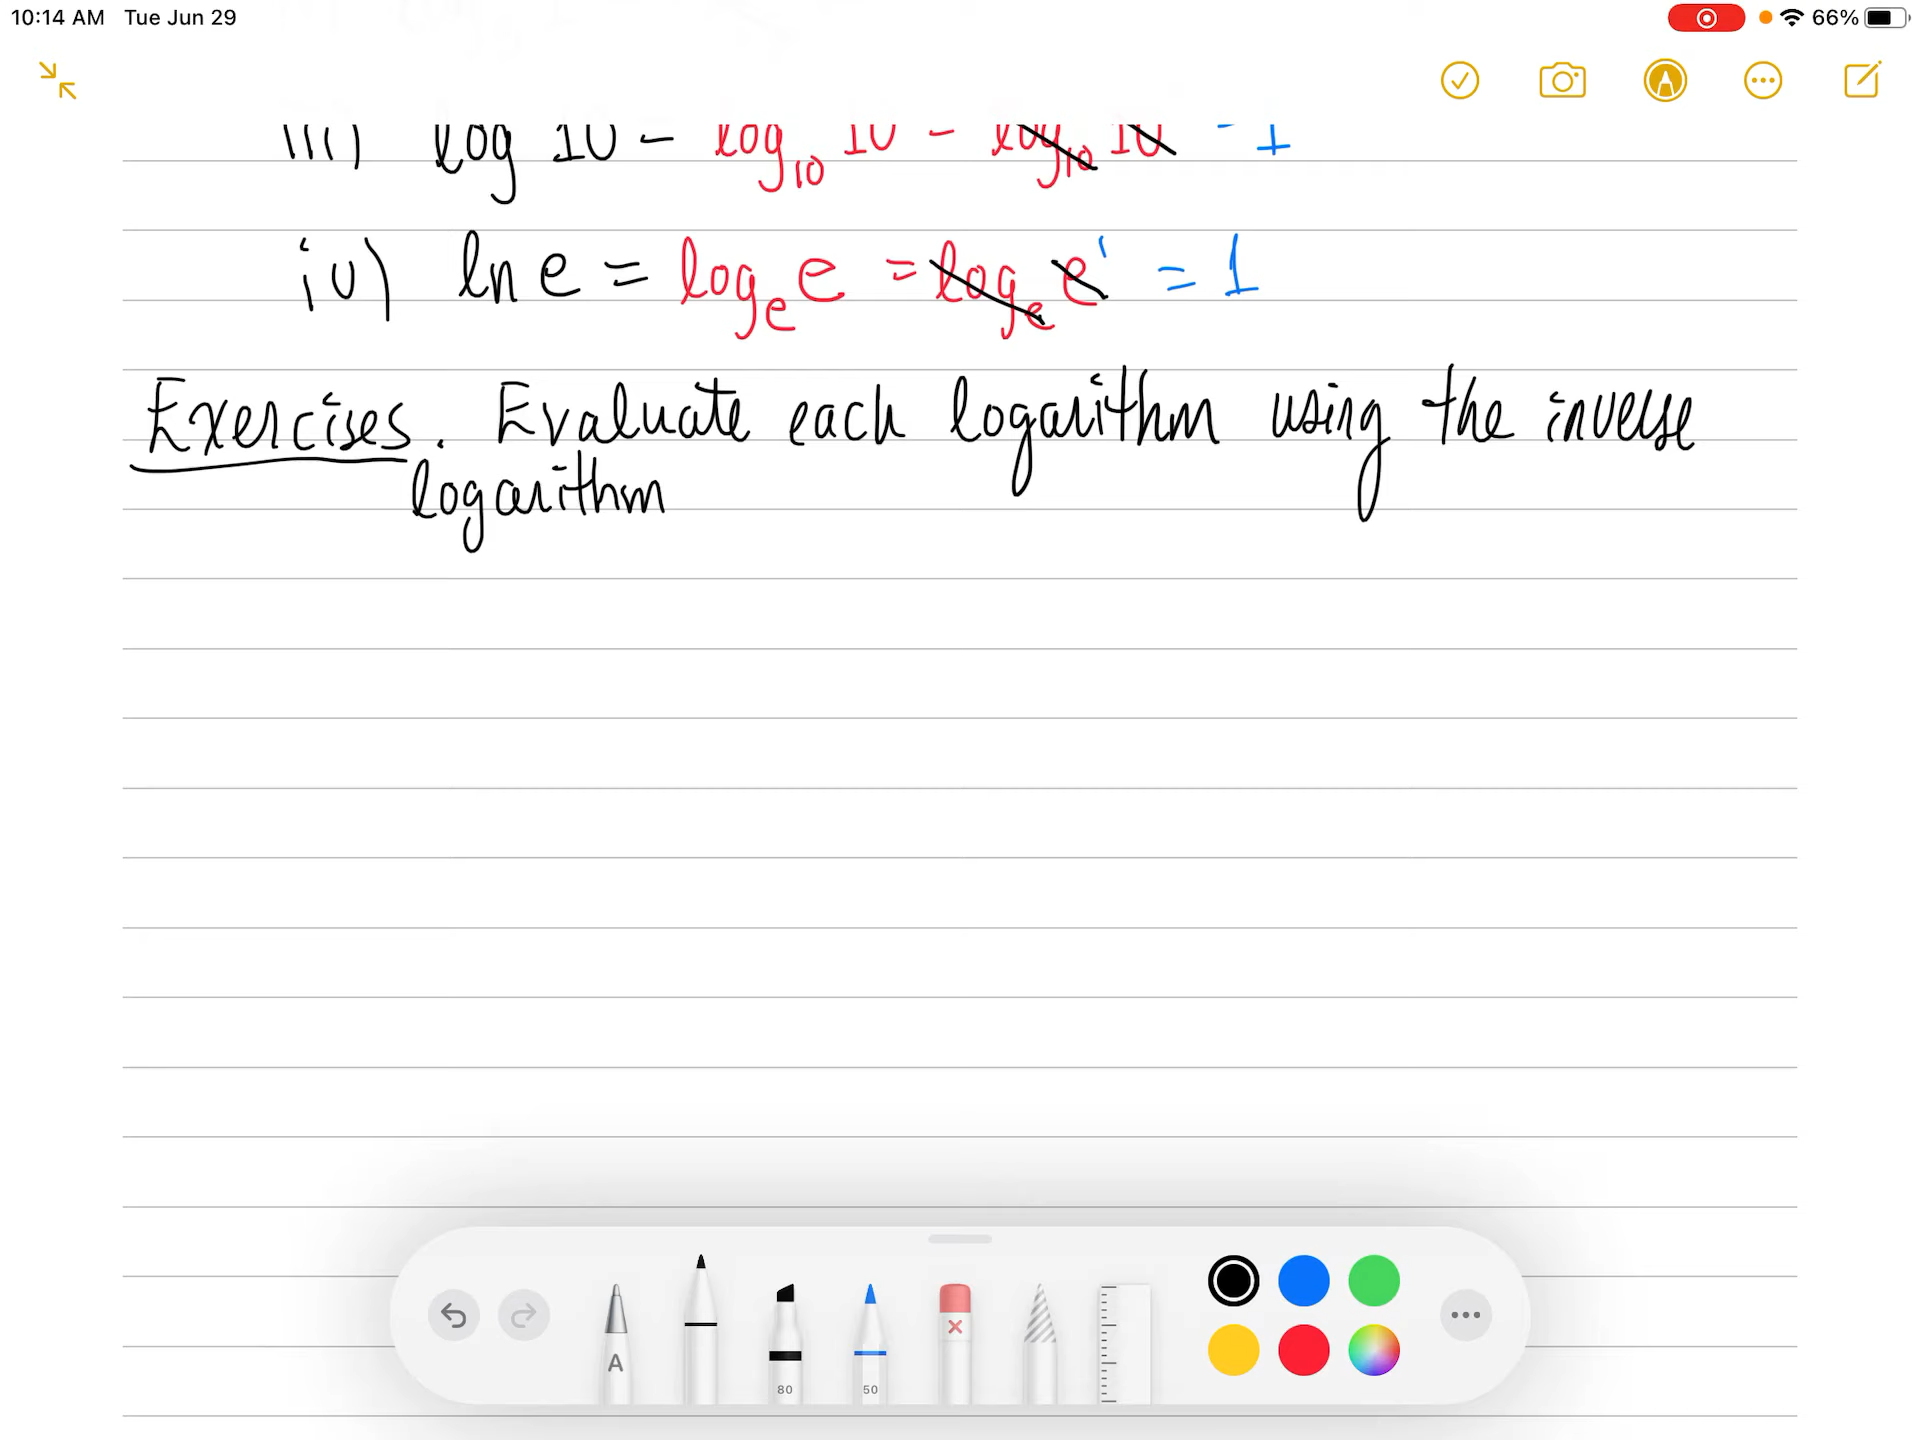 10:14 AM Tue Jun 29 66%
iii) log 10 = log₁₀ 10 = log₁₀ 10 = 1
iv) ln e = logₑ e = logₑ e¹ = 1
Exercises. Evaluate each logarithm using the inverse
logarithm
A 80 50